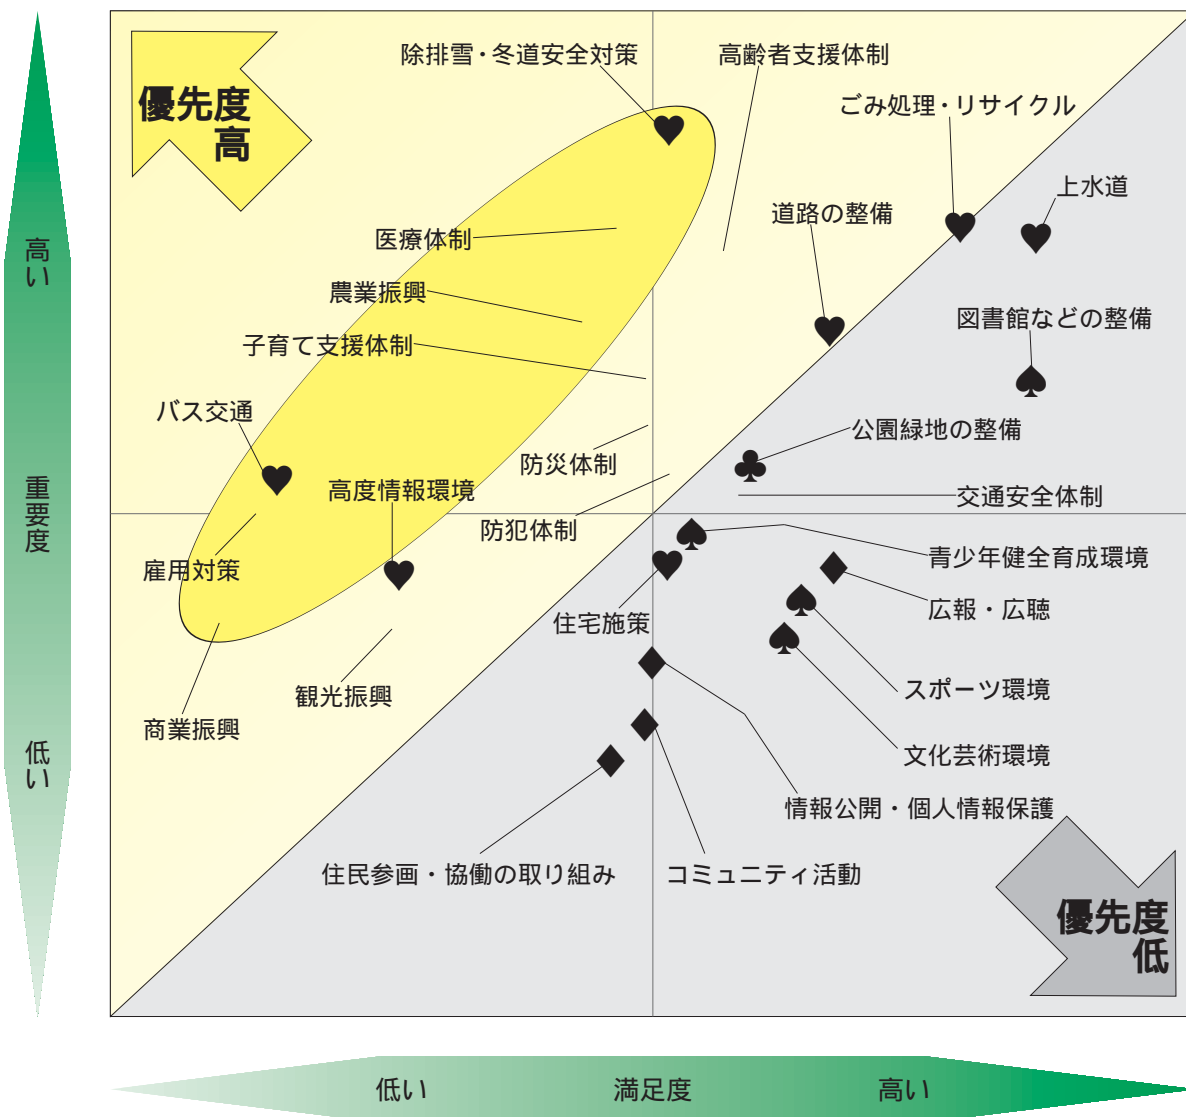 除排雪・冬道安全対策
高齢者支援体制
優先度
高
ごみ処理・リサイクル
上水道
道路の整備
医療体制
高い
農業振興
図書館などの整備
子育て支援体制
バス交通
公園緑地の整備
防災体制
高度情報環境
交通安全体制
重要度
防犯体制
青少年健全育成環境
雇用対策
広報・広聴
住宅施策
スポーツ環境
観光振興
商業振興
文化芸術環境
低い
情報公開・個人情報保護
住民参画・協働の取り組み
コミュニティ活動
優先度
低
低い
満足度
高い